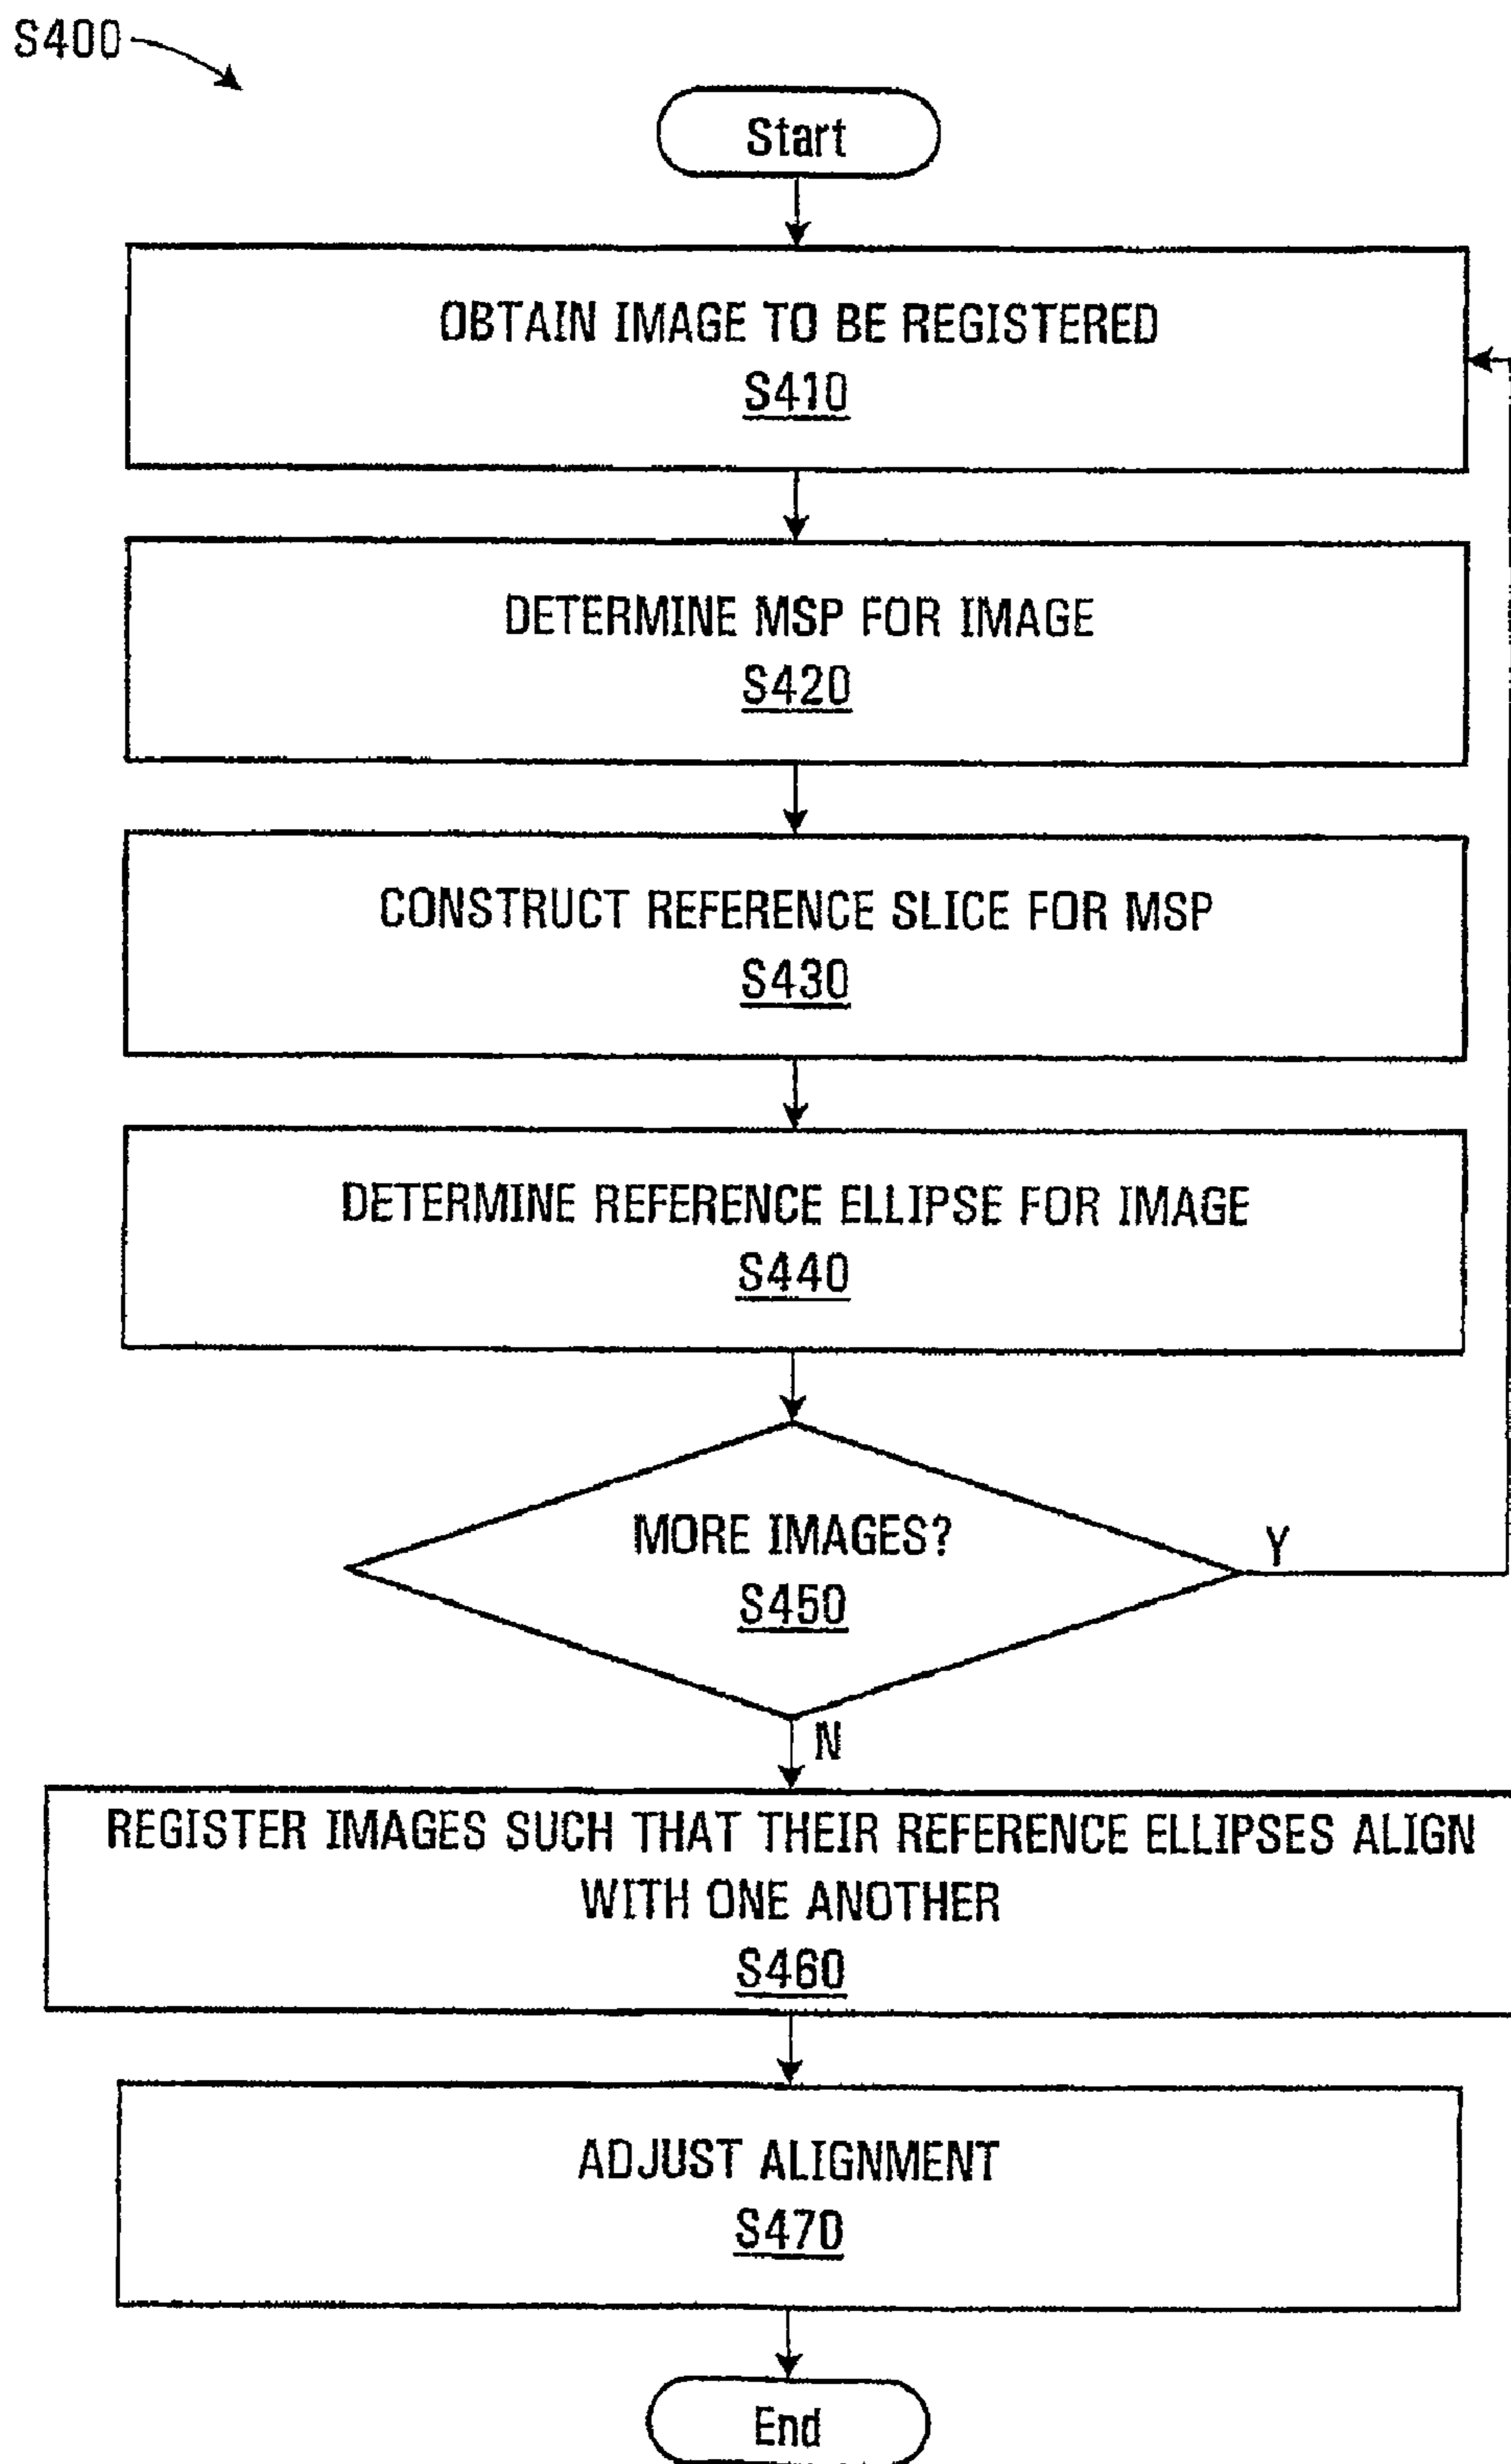 S400
Start
OBTAIN IMAGE TO BE REGISTERED
S410
DETERMINE MSP FOR IMAGE
S420
CONSTRUCT REFERENCE SLICE FOR MSP
S430
DETERMINE REFERENCE ELLIPSE FOR IMAGE
S440
MORE IMAGES?
S450
Y
N
REGISTER IMAGES SUCH THAT THEIR REFERENCE ELLIPSES ALIGN
WITH ONE ANOTHER
S460
ADJUST ALIGNMENT
S470
End